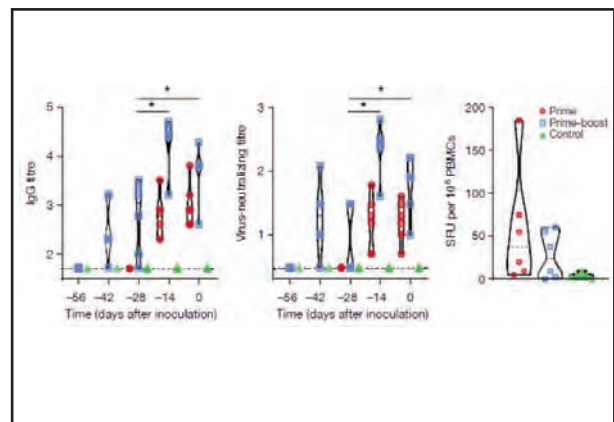 * *
* *
Prime
Prime–boost
Control
IgG titre
5
4
3
2
Virus-neutralizing titre
3
2
1
SFU per 10⁶ PBMCs
200
150
100
50
0
–56 –42 –28 –14 0
Time (days after inoculation)
–56 –42 –28 –14 0
Time (days after inoculation)